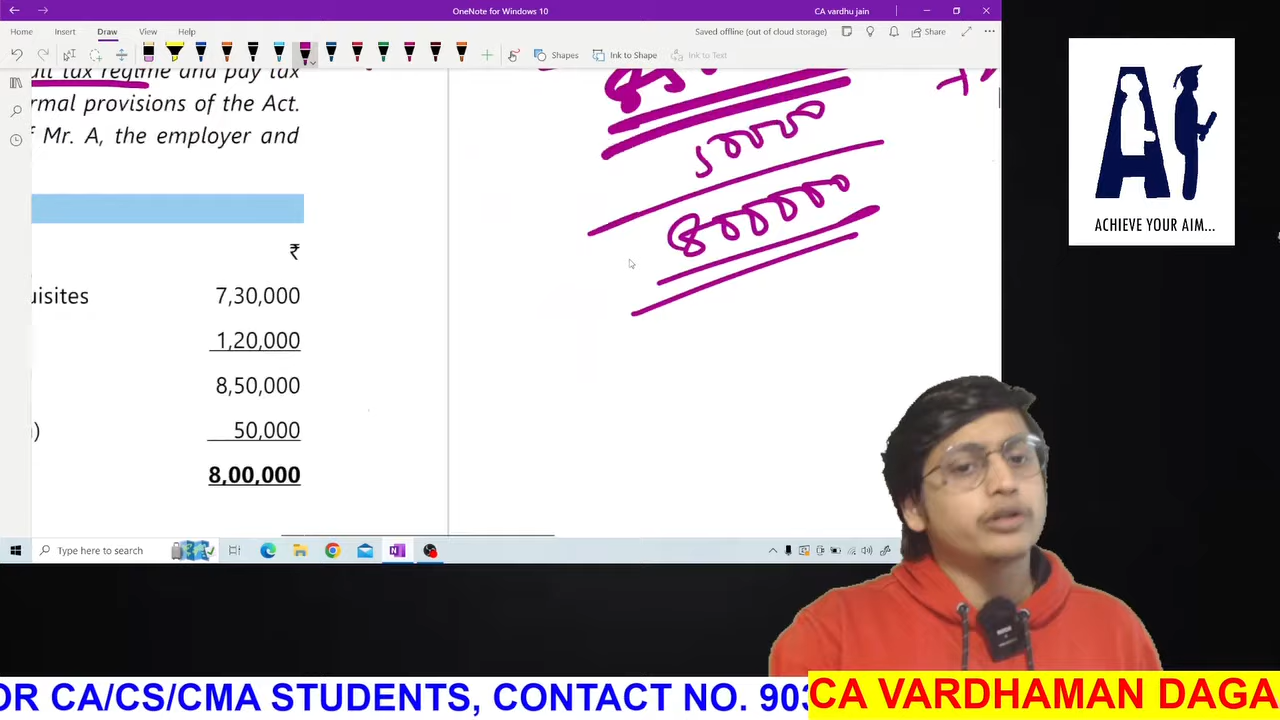 OneNote for Windows 10
CA vardhu jain
Home Insert Draw View Help
Saved offline (out of cloud storage)
Share
Shapes
Ink to Shape
Ink to Text
ult tax regime and pay tax
rmal provisions of the Act.
f Mr. A, the employer and
₹
uisites 7,30,000
1,20,000
8,50,000
) 50,000
8,00,000
50000
800000
ACHIEVE YOUR AIM...
Type here to search
OR CA/CS/CMA STUDENTS, CONTACT NO. 903
CA VARDHAMAN DAGA